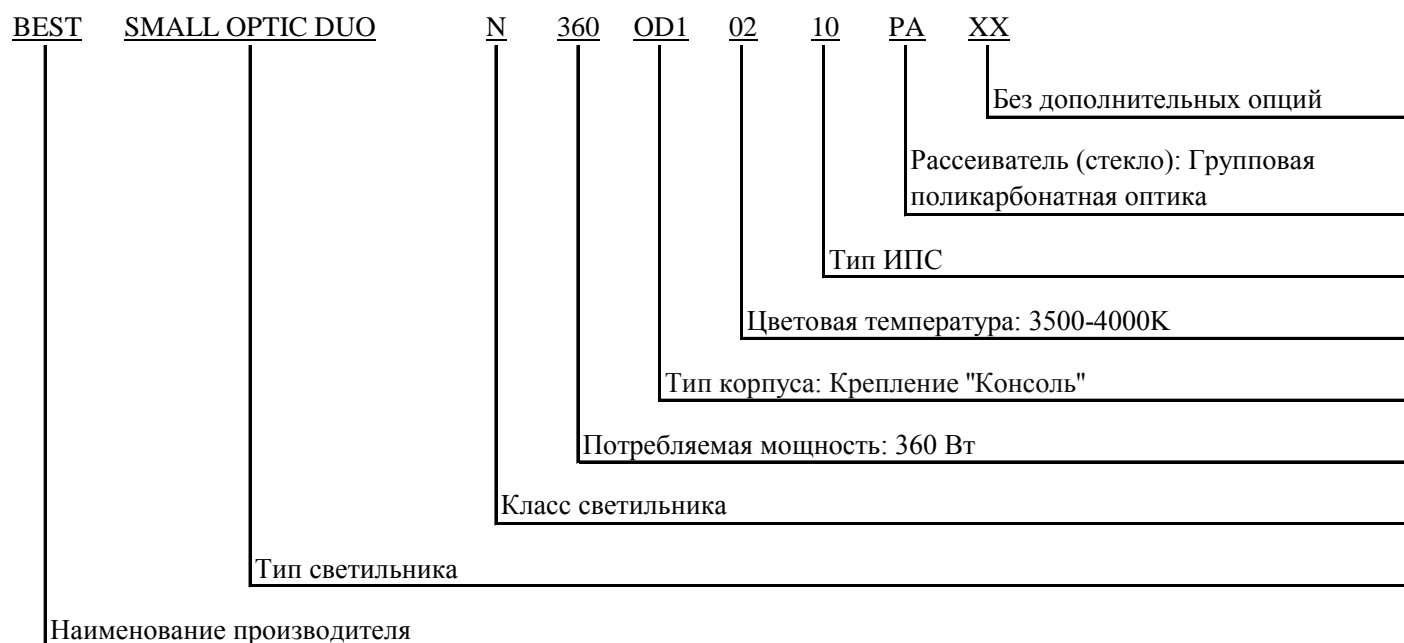 BEST SMALL OPTIC DUO N 360 OD1 02 10 PA XX
Без дополнительных опций
Рассеиватель (стекло): Групповая
поликарбонатная оптика
Тип ИПС
Цветовая температура: 3500-4000К
Тип корпуса: Крепление "Консоль"
Потребляемая мощность: 360 Вт
Класс светильника
Тип светильника
Наименование производителя